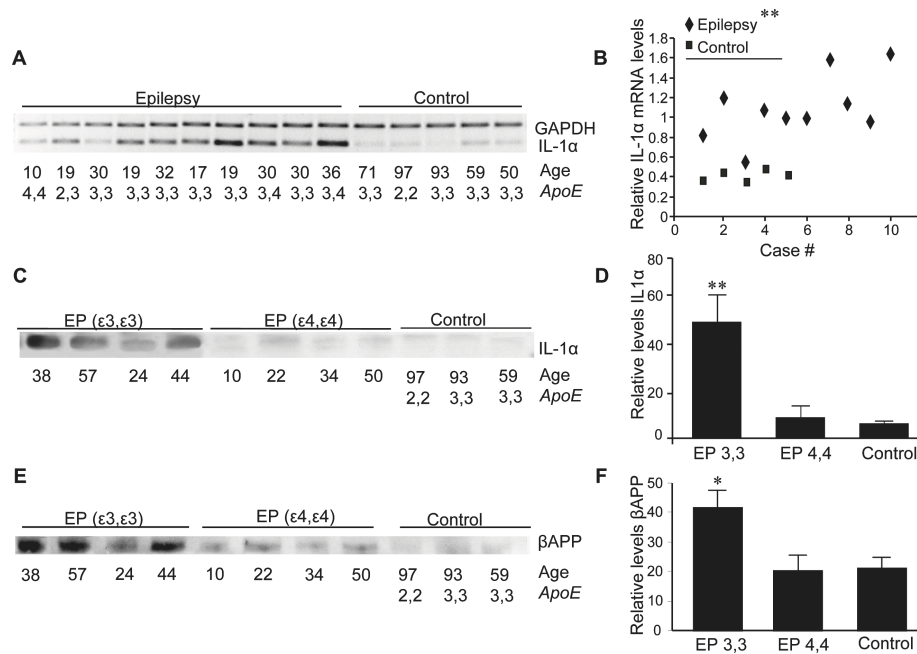 A
Epilepsy Control
GAPDH
IL-1α
10 19 30 19 32 17 19 30 30 36 71 97 93 59 50 Age
4,4 2,3 3,3 3,3 3,3 3,3 3,3 3,4 3,3 3,4 3,3 2,2 3,3 3,3 3,3 ApoE
B
Epilepsy **
Control
Relative IL-1α mRNA levels
1.8
1.6
1.4
1.2
1
0.8
0.6
0.4
0.2
0
0 2 4 6 8 10
Case #
C
EP (ε3,ε3) EP (ε4,ε4) Control
IL-1α
38 57 24 44 10 22 34 50 97 93 59 Age
2,2 3,3 3,3 ApoE
D
Relative levels IL1α
80
60
40
20
0
**
EP 3,3 EP 4,4 Control
E
EP (ε3,ε3) EP (ε4,ε4) Control
βAPP
38 57 24 44 10 22 34 50 97 93 59 Age
2,2 3,3 3,3 ApoE
F
Relative levels βAPP
50
40
30
20
10
0
*
EP 3,3 EP 4,4 Control